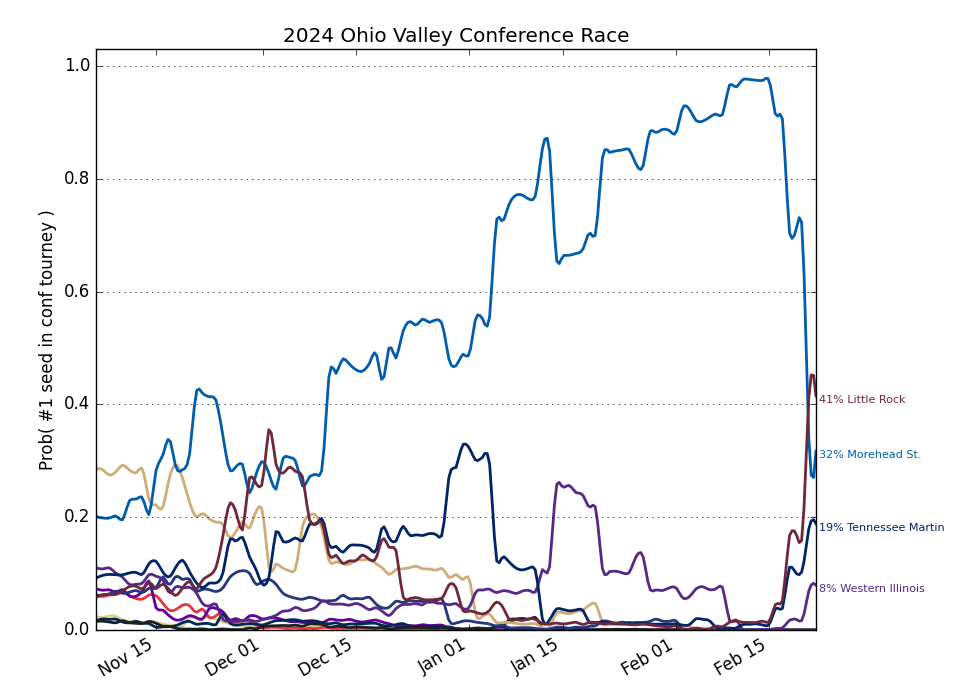 2024 Ohio Valley Conference Race
Prob( #1 seed in conf tourney )
1.0
0.8
0.6
0.4
0.2
0.0
41% Little Rock
32% Morehead St.
19% Tennessee Martin
8% Western Illinois
Nov 15
Dec 01
Dec 15
Jan 01
Jan 15
Feb 01
Feb 15